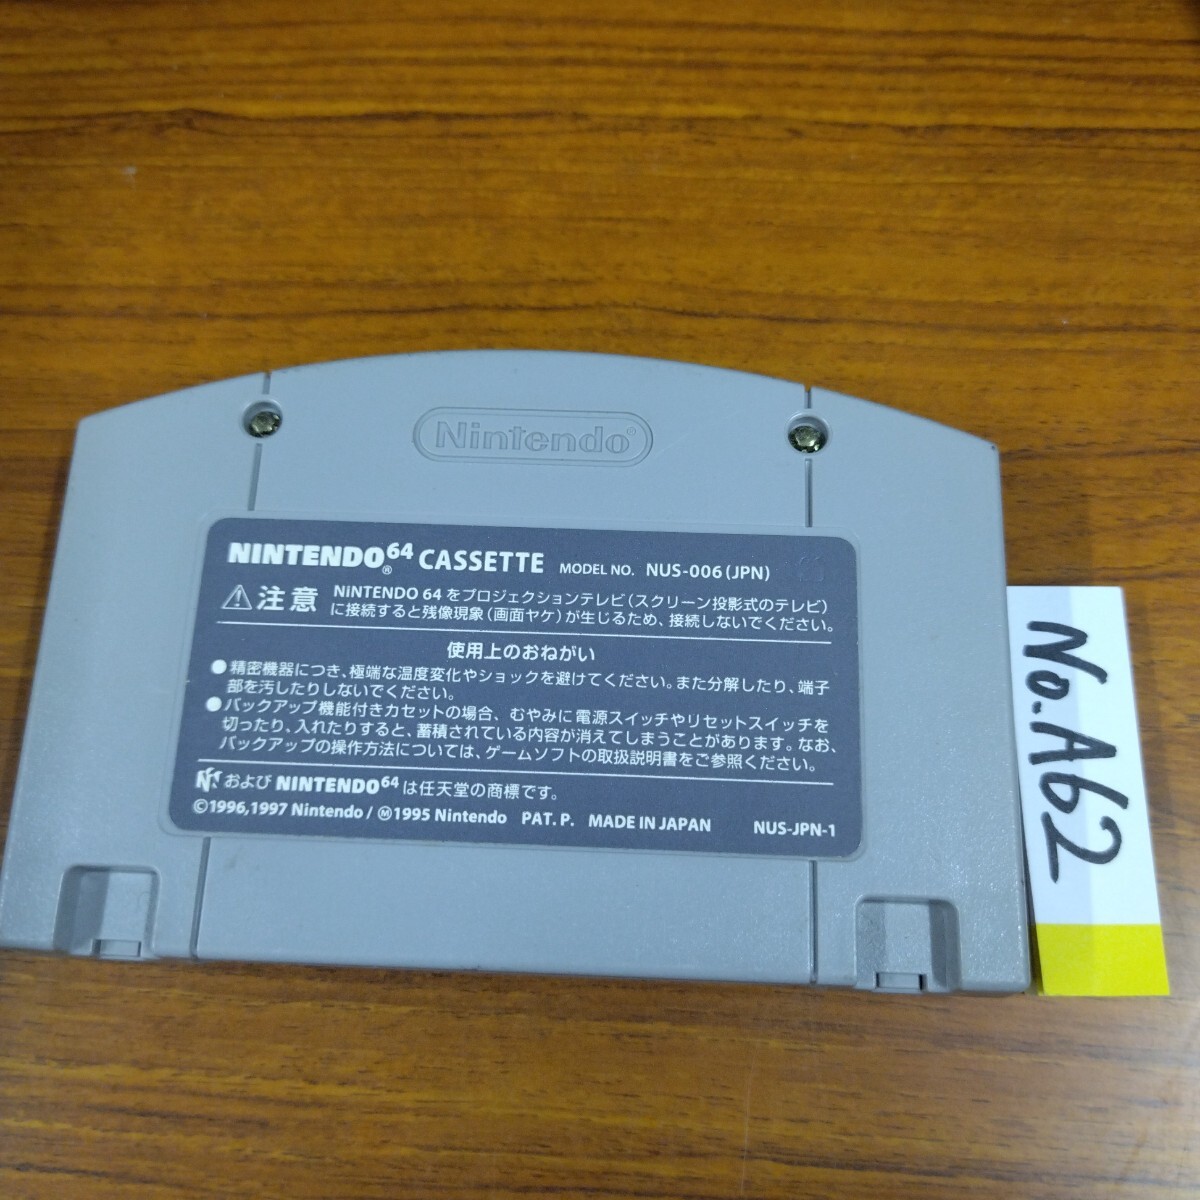 Nintendo®
NINTENDO®64 CASSETTE MODEL NO. NUS-006(JPN)
注意 NINTENDO 64 をプロジェクションテレビ(スクリーン投影式のテレビ)
に接続すると残像現象(画面ヤケ)が生じるため、接続しないでください。
使用上のおねがい
●精密機器につき、極端な温度変化やショックを避けてください。また分解したり、端子
部を汚したりしないでください。
●バックアップ機能付きカセットの場合、むやみに電源スイッチやリセットスイッチを
切ったり、入れたりすると、蓄積されている内容が消えてしまうことがあります。なお、
バックアップの操作方法については、ゲームソフトの取扱説明書をご参照ください。
および NINTENDO64 は任天堂の商標です。
©1996,1997 Nintendo / Ⓜ1995 Nintendo PAT. P. MADE IN JAPAN NUS-JPN-1
No.A62